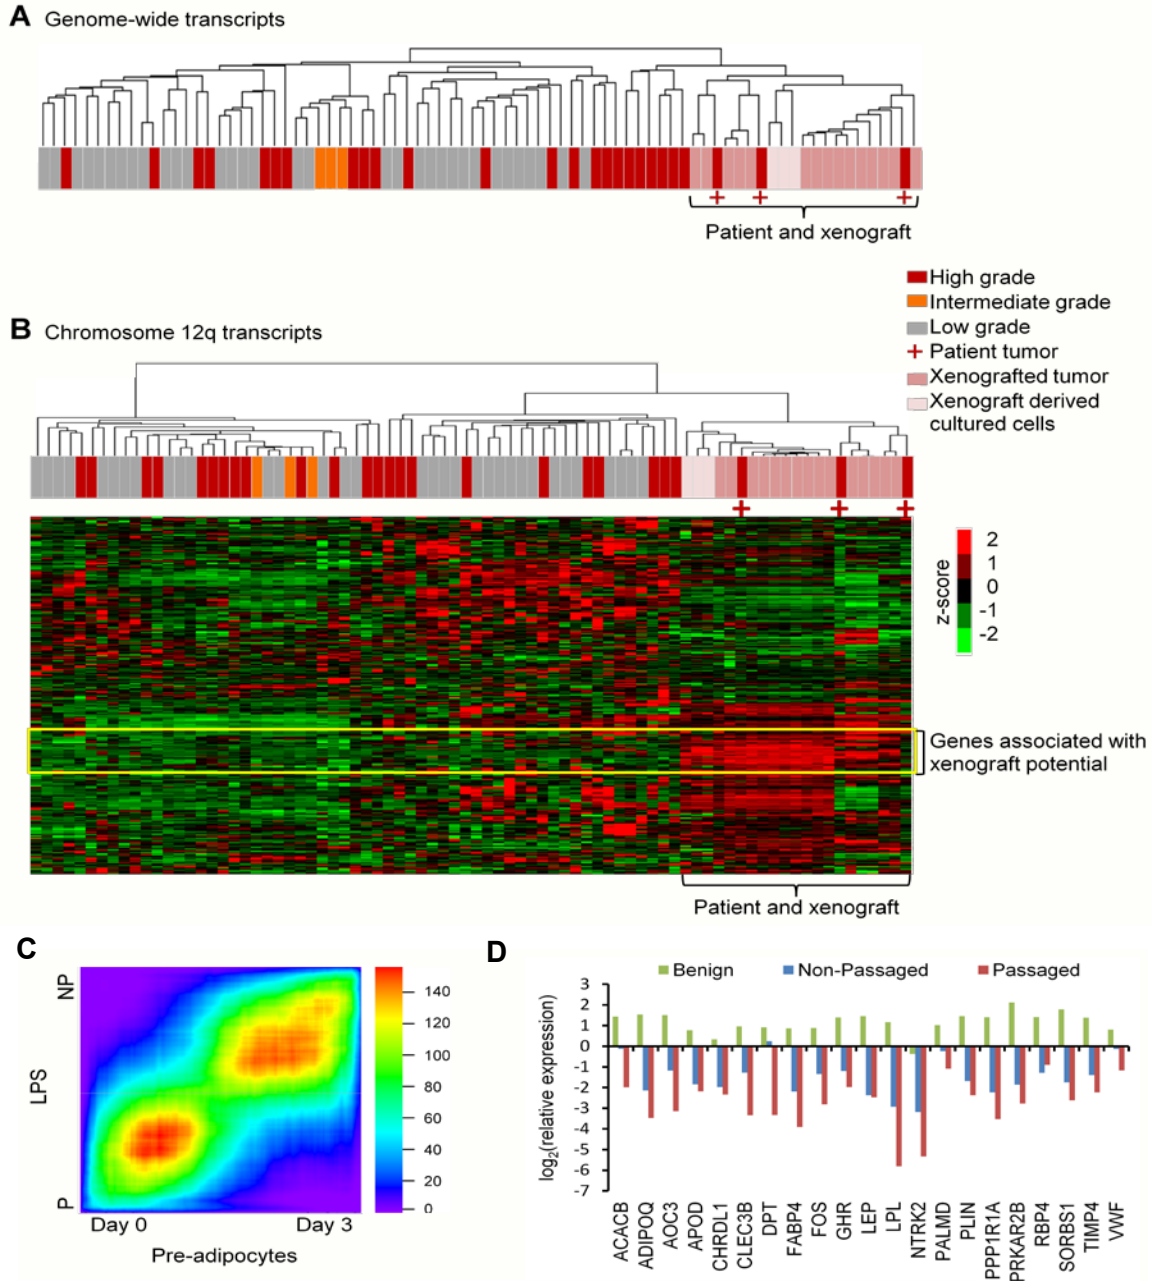 A Genome-wide transcripts
+ + +
Patient and xenograft
High grade
Intermediate grade
Low grade
+ Patient tumor
Xenografted tumor
Xenograft derived
cultured cells
B Chromosome 12q transcripts
+ + +
z-score
2
1
0
-1
-2
Genes associated with
xenograft potential
Patient and xenograft
C
NP
LPS
P
Day 0 Day 3
Pre-adipocytes
140
120
100
80
60
40
20
0
D
Benign Non-Passaged Passaged
log2(relative expression)
3
2
1
0
-1
-2
-3
-4
-5
-6
-7
ACACB
ADIPOQ
AOC3
APOD
CHRDL1
CLEC3B
DPT
FABP4
FOS
GHR
LEP
LPL
NTRK2
PALMD
PLIN
PPP1R1A
PRKAR2B
RBP4
SORBS1
TIMP4
VWF